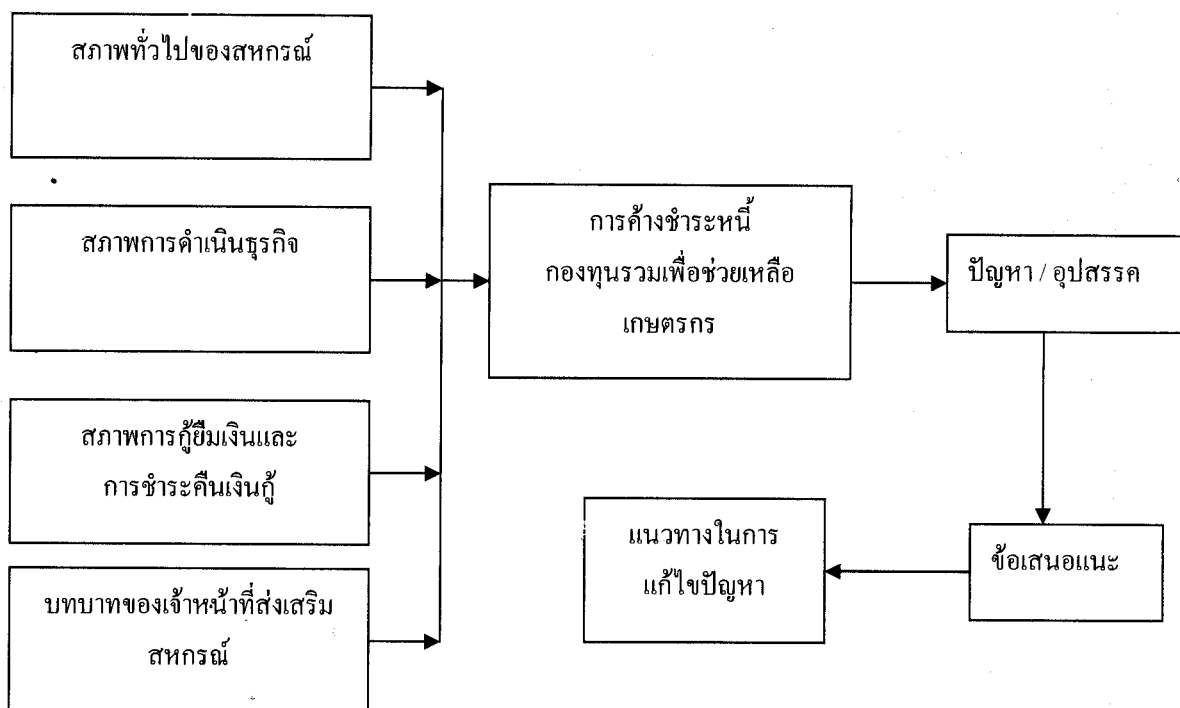 สภาพทั่วไปของสหกรณ์
สภาพการดำเนินธุรกิจ
สภาพการกู้ยืมเงินและ
การชำระคืนเงินกู้
บทบาทของเจ้าหน้าที่ส่งเสริม
สหกรณ์
การค้างชำระหนี้
กองทุนรวมเพื่อช่วยเหลือ
เกษตรกร
ปัญหา / อุปสรรค
ข้อเสนอแนะ
แนวทางในการ
แก้ไขปัญหา